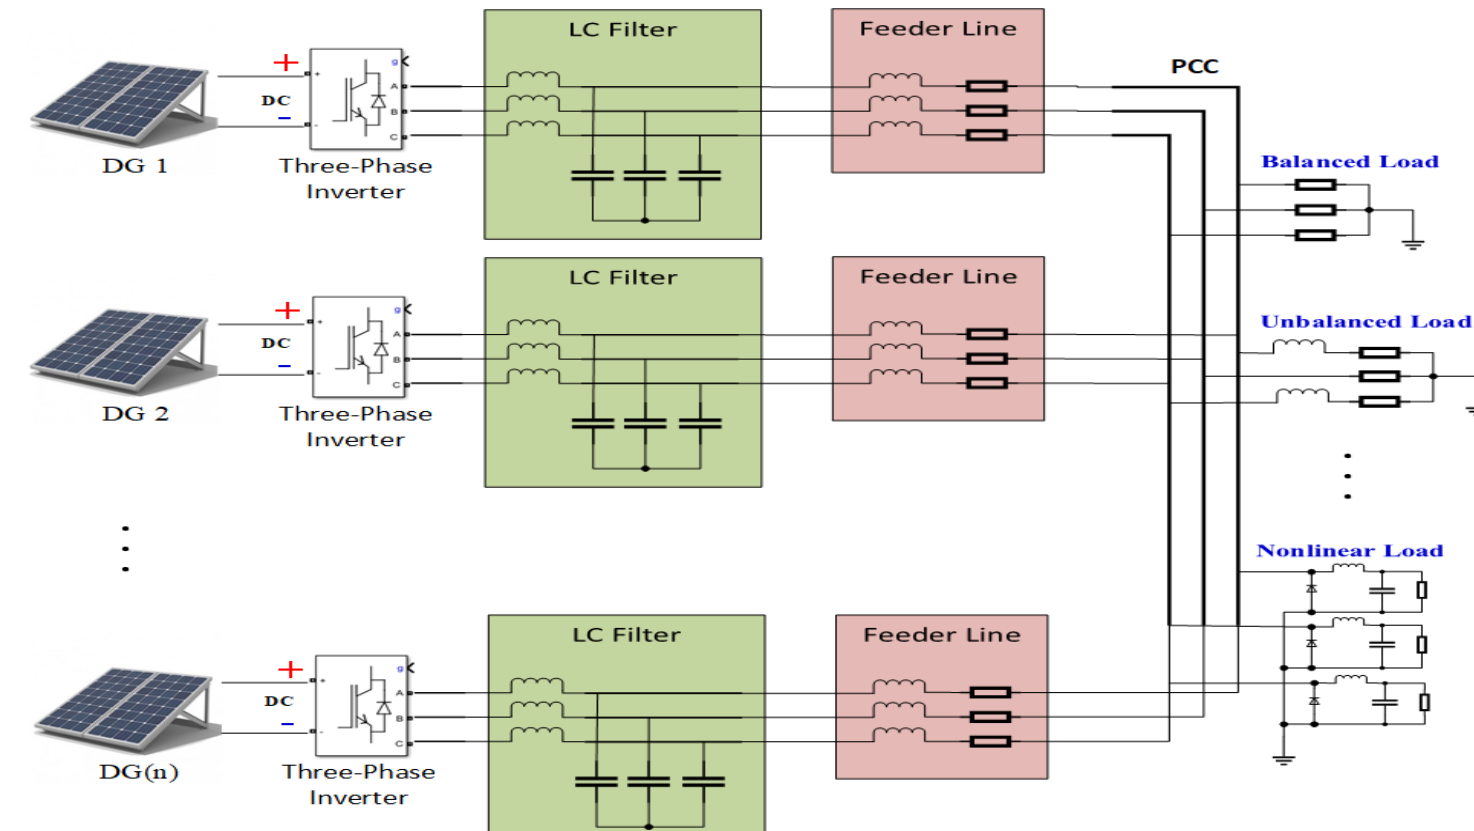 LC Filter
Feeder Line
PCC
+
g
+
A
DC
B
-
-
C
DG 1
Three-Phase
Inverter
Balanced Load
LC Filter
Feeder Line
+
g
+
A
DC
B
-
-
C
DG 2
Three-Phase
Inverter
Unbalanced Load
Nonlinear Load
LC Filter
Feeder Line
+
g
+
A
DC
B
-
-
C
DG(n)
Three-Phase
Inverter